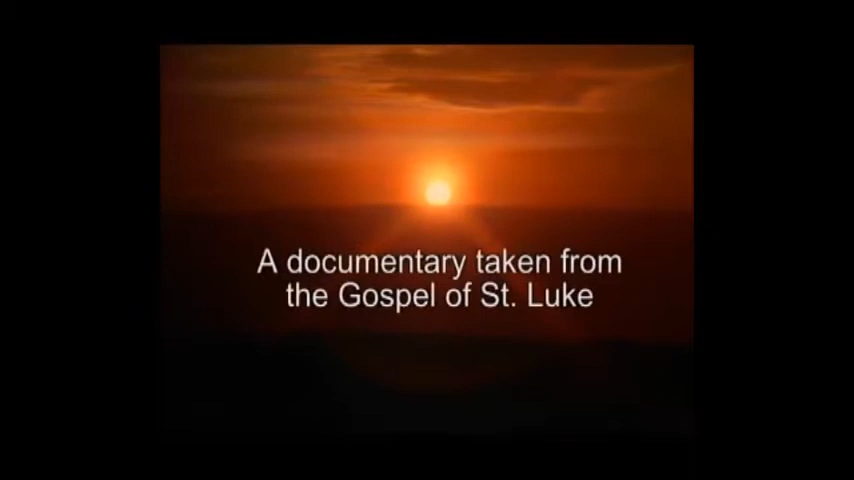 A documentary taken from
the Gospel of St. Luke